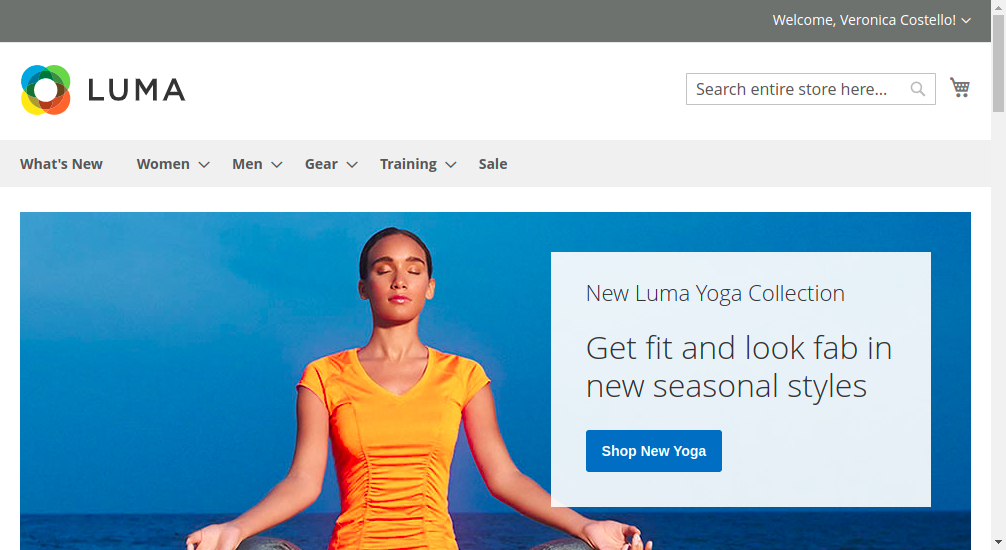 Welcome, Veronica Costello!
LUMA
Search entire store here...
What's New Women Men Gear Training Sale
New Luma Yoga Collection
Get fit and look fab in
new seasonal styles
Shop New Yoga